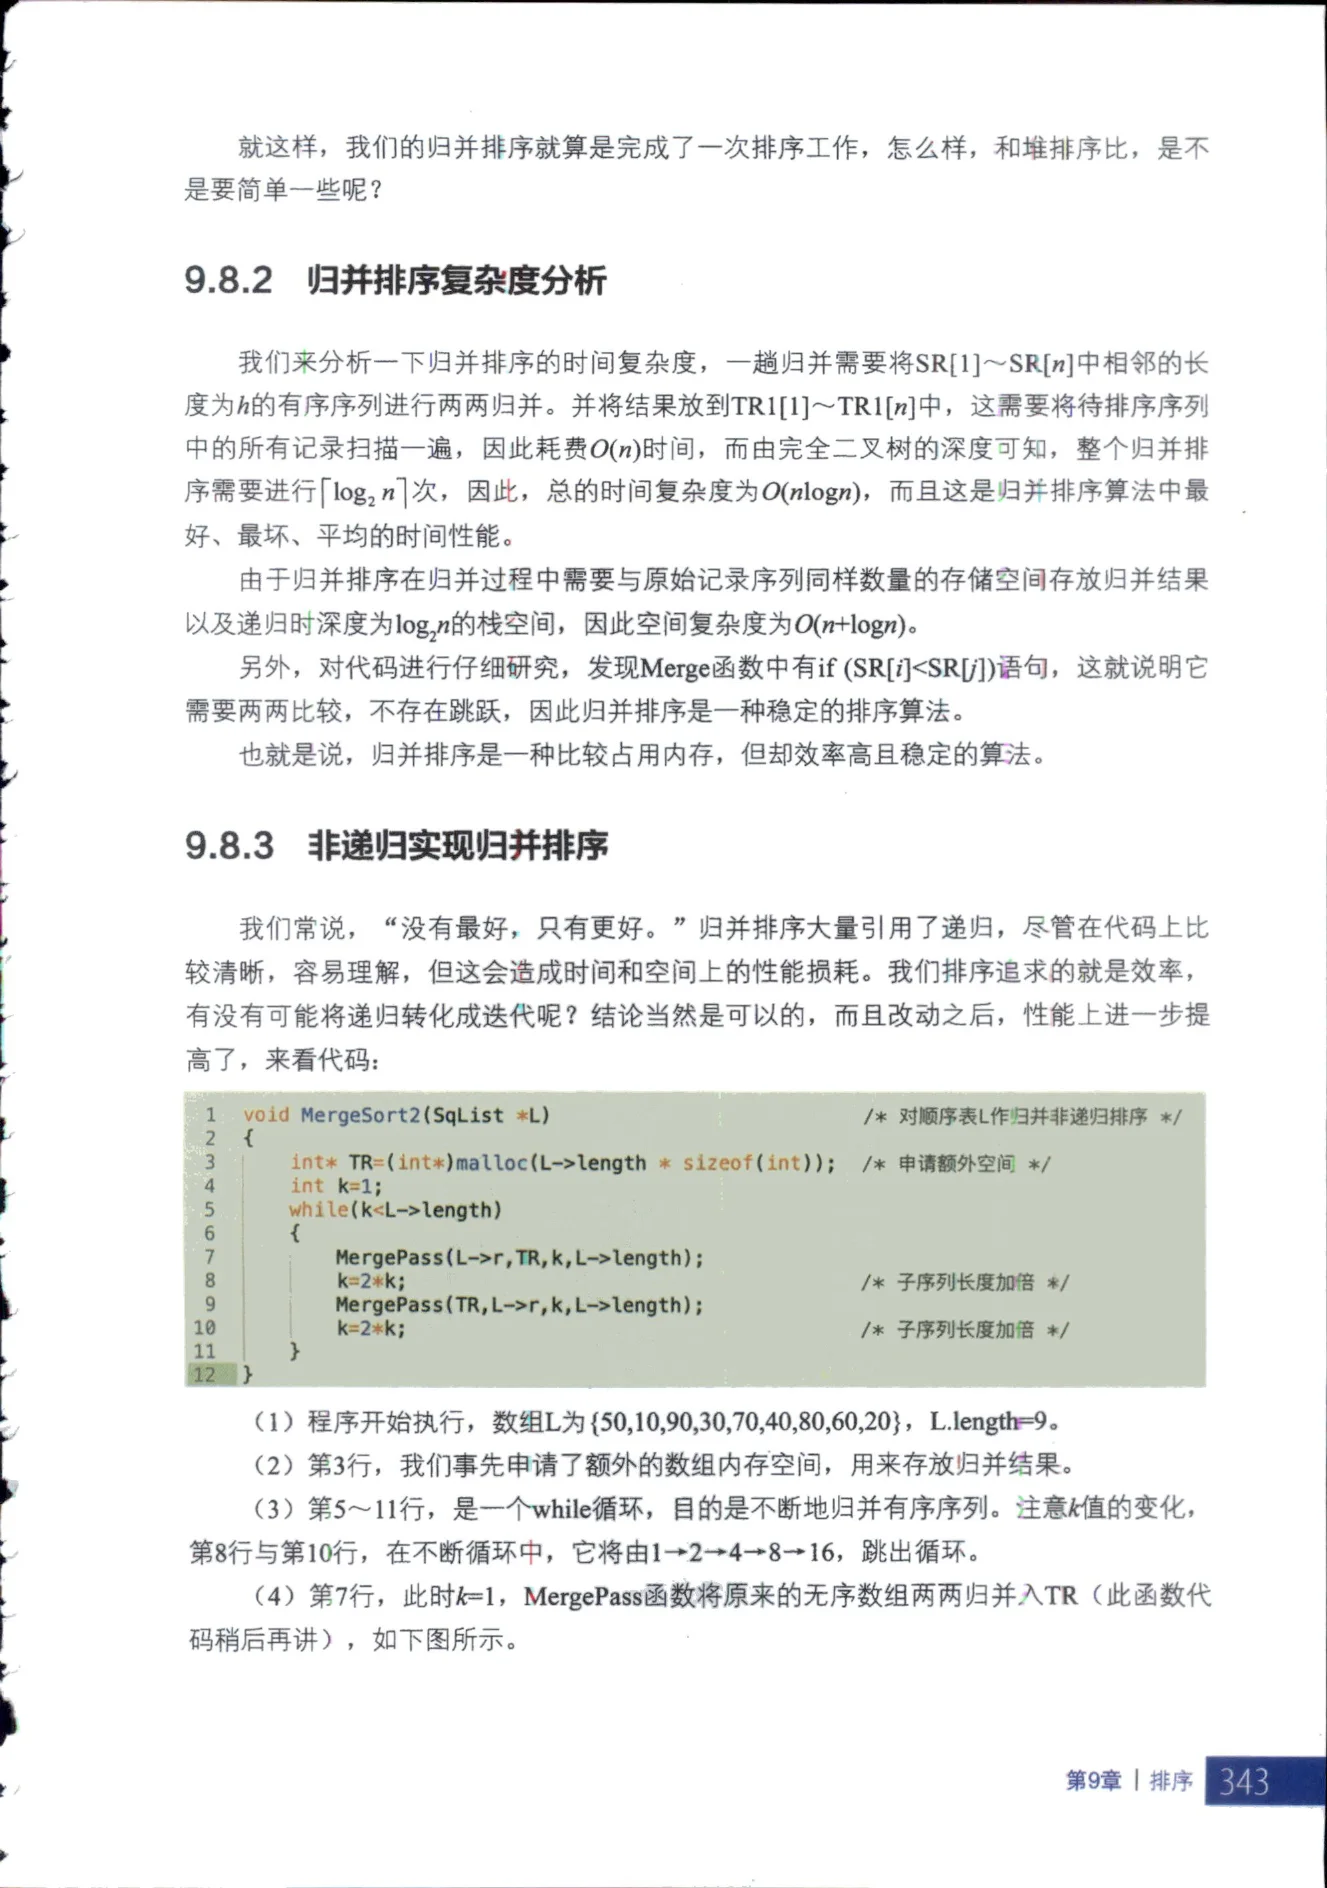 就这样，我们的归并排序就算是完成了一次排序工作，怎么样，和堆排序比，是不
是要简单一些呢？
9.8.2 归并排序复杂度分析
我们来分析一下归并排序的时间复杂度，一趟归并需要将SR[1]～SR[n]中相邻的长
度为h的有序序列进行两两归并。并将结果放到TR1[1]～TR1[n]中，这需要将待排序序列
中的所有记录扫描一遍，因此耗费O(n)时间，而由完全二叉树的深度可知，整个归并排
序需要进行⌈log₂ n⌉次，因此，总的时间复杂度为O(nlogn)，而且这是归并排序算法中最
好、最坏、平均的时间性能。
由于归并排序在归并过程中需要与原始记录序列同样数量的存储空间存放归并结果
以及递归时深度为log₂n的栈空间，因此空间复杂度为O(n+logn)。
另外，对代码进行仔细研究，发现Merge函数中有if (SR[i]<SR[j])语句，这就说明它
需要两两比较，不存在跳跃，因此归并排序是一种稳定的排序算法。
也就是说，归并排序是一种比较占用内存，但却效率高且稳定的算法。
9.8.3 非递归实现归并排序
我们常说，“没有最好，只有更好。”归并排序大量引用了递归，尽管在代码上比
较清晰，容易理解，但这会造成时间和空间上的性能损耗。我们排序追求的就是效率，
有没有可能将递归转化成迭代呢？结论当然是可以的，而且改动之后，性能上进一步提
高了，来看代码：
1 void MergeSort2(SqList *L) /* 对顺序表L作归并非递归排序 */
2 {
3 int* TR=(int*)malloc(L->length * sizeof(int)); /* 申请额外空间 */
4 int k=1;
5 while(k<L->length)
6 {
7 MergePass(L->r,TR,k,L->length);
8 k=2*k; /* 子序列长度加倍 */
9 MergePass(TR,L->r,k,L->length);
10 k=2*k; /* 子序列长度加倍 */
11 }
12 }
（1）程序开始执行，数组L为{50,10,90,30,70,40,80,60,20}，L.length=9。
（2）第3行，我们事先申请了额外的数组内存空间，用来存放归并结果。
（3）第5～11行，是一个while循环，目的是不断地归并有序序列。注意k值的变化，
第8行与第10行，在不断循环中，它将由1→2→4→8→16，跳出循环。
（4）第7行，此时k=1，MergePass函数将原来的无序数组两两归并入TR（此函数代
码稍后再讲），如下图所示。
第9章 | 排序 343